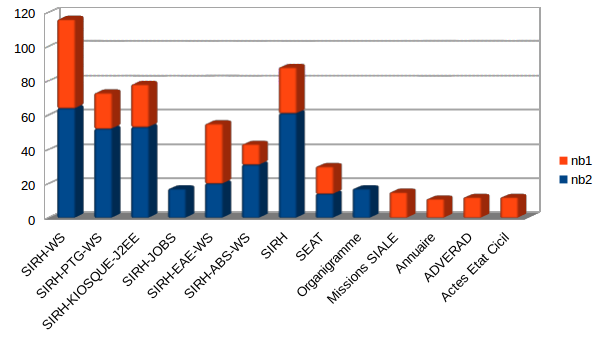 120
100
80
60
40
20
0
nb1
nb2
SIRH-WS
SIRH-PTG-WS
SIRH-KIOSQUE-J2EE
SIRH-JOBS
SIRH-EAE-WS
SIRH-ABS-WS
SIRH
SEAT
Organigramme
Missions SIALE
Annuaire
ADVERAD
Actes Etat Cicil